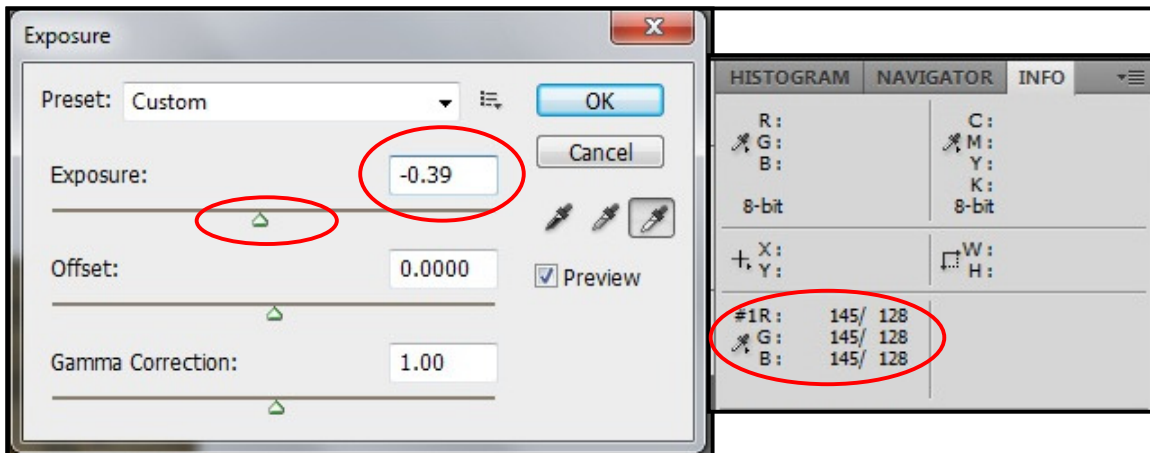 Exposure
Preset: Custom
OK
Cancel
Exposure: -0.39
Offset: 0.0000
Preview
Gamma Correction: 1.00
HISTOGRAM NAVIGATOR INFO
R: C:
G: M:
B: Y:
K:
8-bit 8-bit
X: W:
Y: H:
#1R: 145/ 128
G: 145/ 128
B: 145/ 128